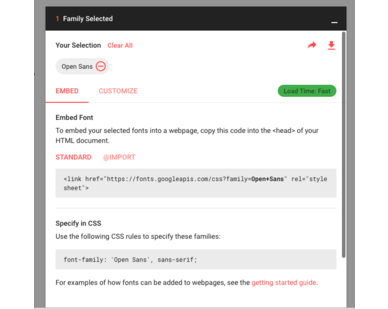 1 Family Selected
Your Selection Clear All
Open Sans
EMBED CUSTOMIZE Load Time: Fast
Embed Font
To embed your selected fonts into a webpage, copy this code into the <head> of your
HTML document.
STANDARD @IMPORT
<link href="https://fonts.googleapis.com/css?family=Open+Sans" rel="style
sheet">
Specify in CSS
Use the following CSS rules to specify these families:
font-family: 'Open Sans', sans-serif;
For examples of how fonts can be added to webpages, see the getting started guide.